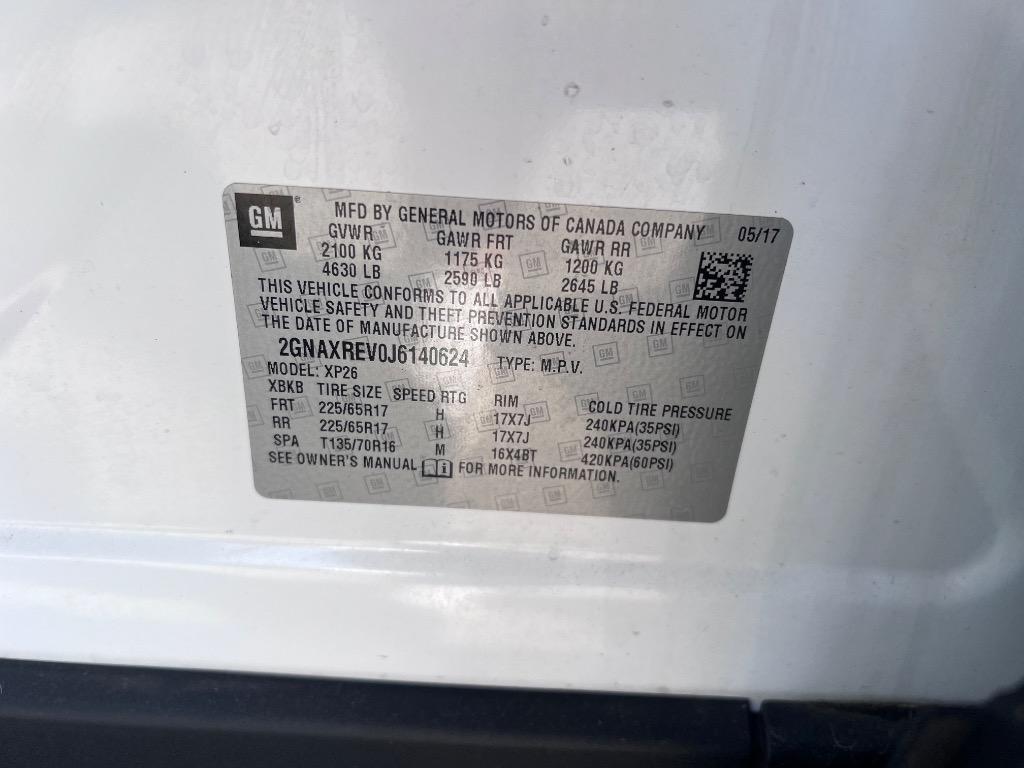 GM® MFD BY GENERAL MOTORS OF CANADA COMPANY 05/17
GVWR GAWR FRT GAWR RR
2100 KG 1175 KG 1200 KG
4630 LB 2590 LB 2645 LB
THIS VEHICLE CONFORMS TO ALL APPLICABLE U.S. FEDERAL MOTOR
VEHICLE SAFETY AND THEFT PREVENTION STANDARDS IN EFFECT ON
THE DATE OF MANUFACTURE SHOWN ABOVE.
2GNAXREV0J6140624 TYPE: M.P.V.
MODEL: XP26
XBKB TIRE SIZE SPEED RTG RIM COLD TIRE PRESSURE
FRT 225/65R17 H 17X7J 240KPA(35PSI)
RR 225/65R17 H 17X7J 240KPA(35PSI)
SPA T135/70R16 M 16X4BT 420KPA(60PSI)
SEE OWNER'S MANUAL i FOR MORE INFORMATION.